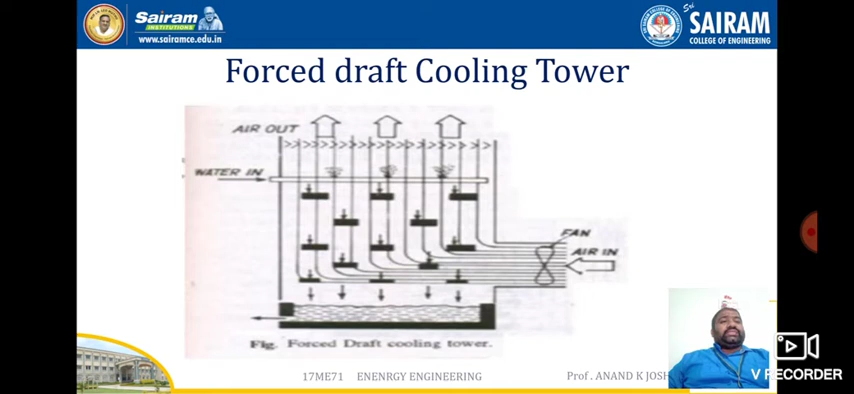 Sairam
INSTITUTIONS
www.sairamce.edu.in
Sri
SAIRAM
COLLEGE OF ENGINEERING
Forced draft Cooling Tower
AIR OUT
WATER IN
FAN
AIR IN
Fig. Forced Draft cooling tower.
17ME71 ENENRGY ENGINEERING
Prof. ANAND K JOSH
V RECORDER